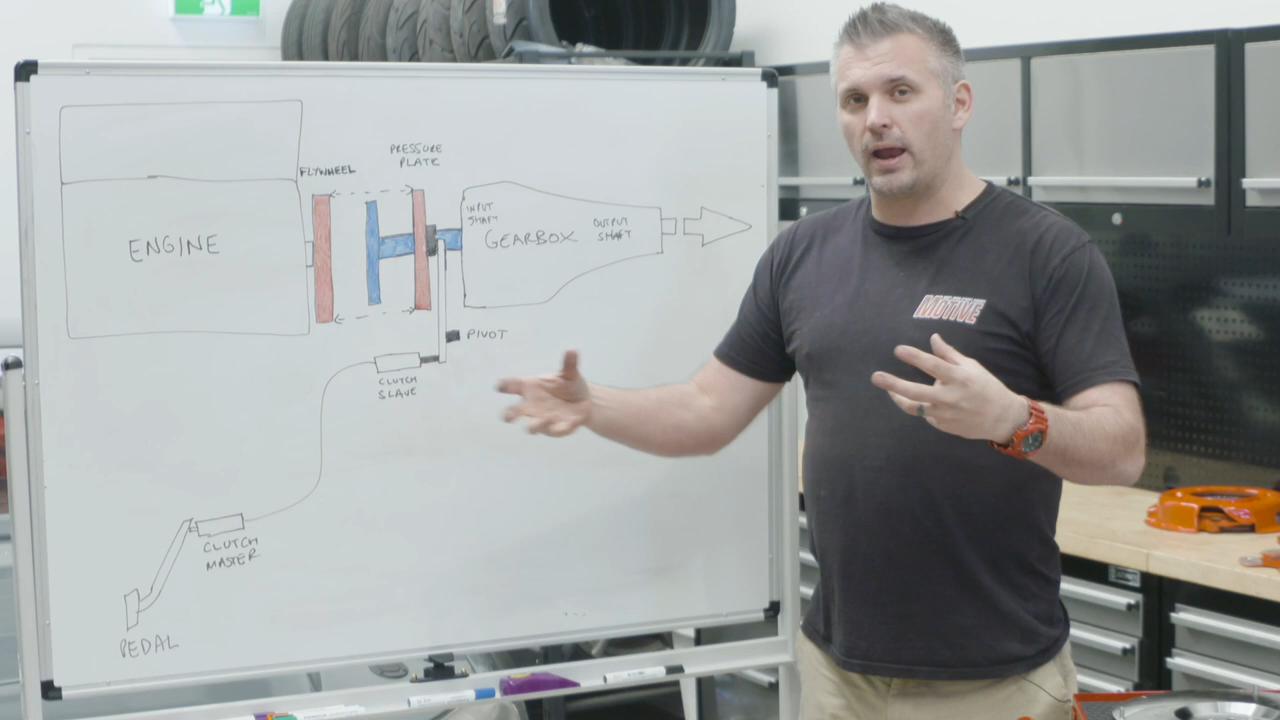 PRESSURE
PLATE
FLYWHEEL
INPUT
SHAFT
OUTPUT
SHAFT
ENGINE
GEARBOX
MOTIVE
PIVOT
CLUTCH
SLAVE
CLUTCH
MASTER
PEDAL